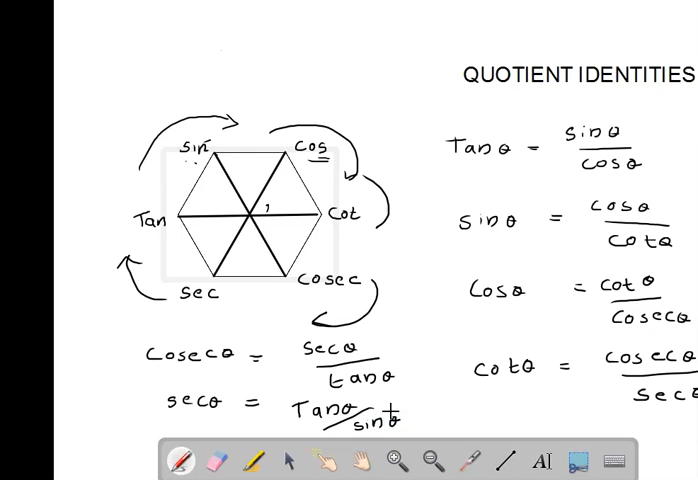 QUOTIENT IDENTITIES
sin
cos
Tan
Cot
sec
cosec
Tanθ = sinθ / cosθ
sinθ = cosθ / cotθ
cosθ = cotθ / cosecθ
cotθ = cosecθ / secθ
cosecθ = secθ / tanθ
secθ = Tanθ / sinθ
AI